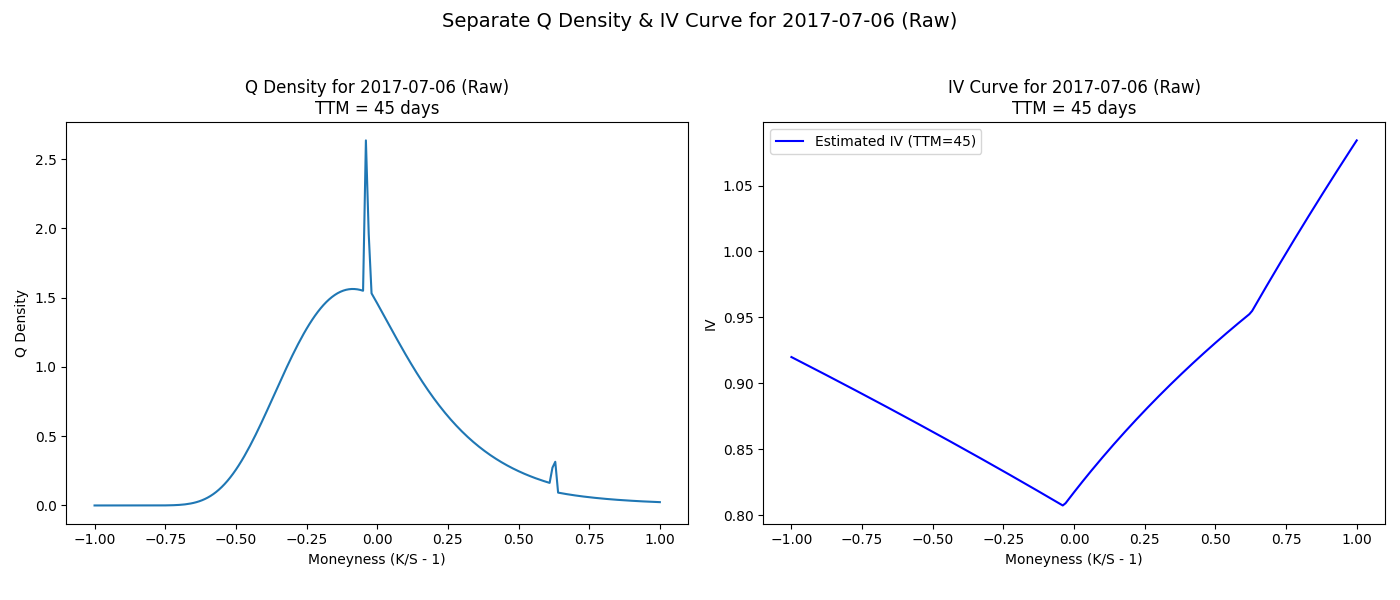 Separate Q Density & IV Curve for 2017-07-06 (Raw)
Q Density for 2017-07-06 (Raw)
TTM = 45 days
2.5
2.0
1.5
1.0
0.5
0.0
Q Density
−1.00 −0.75 −0.50 −0.25 0.00 0.25 0.50 0.75 1.00
Moneyness (K/S - 1)
IV Curve for 2017-07-06 (Raw)
TTM = 45 days
Estimated IV (TTM=45)
1.05
1.00
0.95
0.90
0.85
0.80
IV
−1.00 −0.75 −0.50 −0.25 0.00 0.25 0.50 0.75 1.00
Moneyness (K/S - 1)